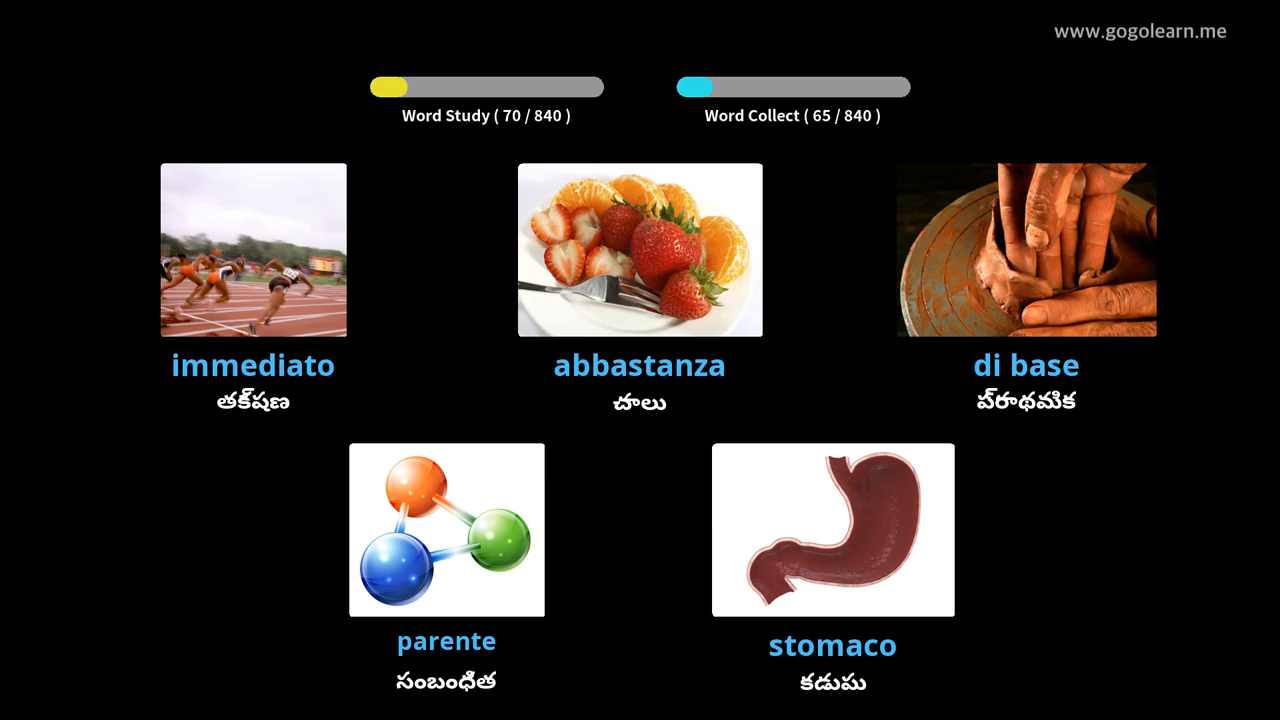 www.gogolearn.me
Word Study ( 70 / 840 )
Word Collect ( 65 / 840 )
immediato
తక్షణ
abbastanza
చాలు
di base
ప్రాథమిక
parente
సంబంధిత
stomaco
కడుపు